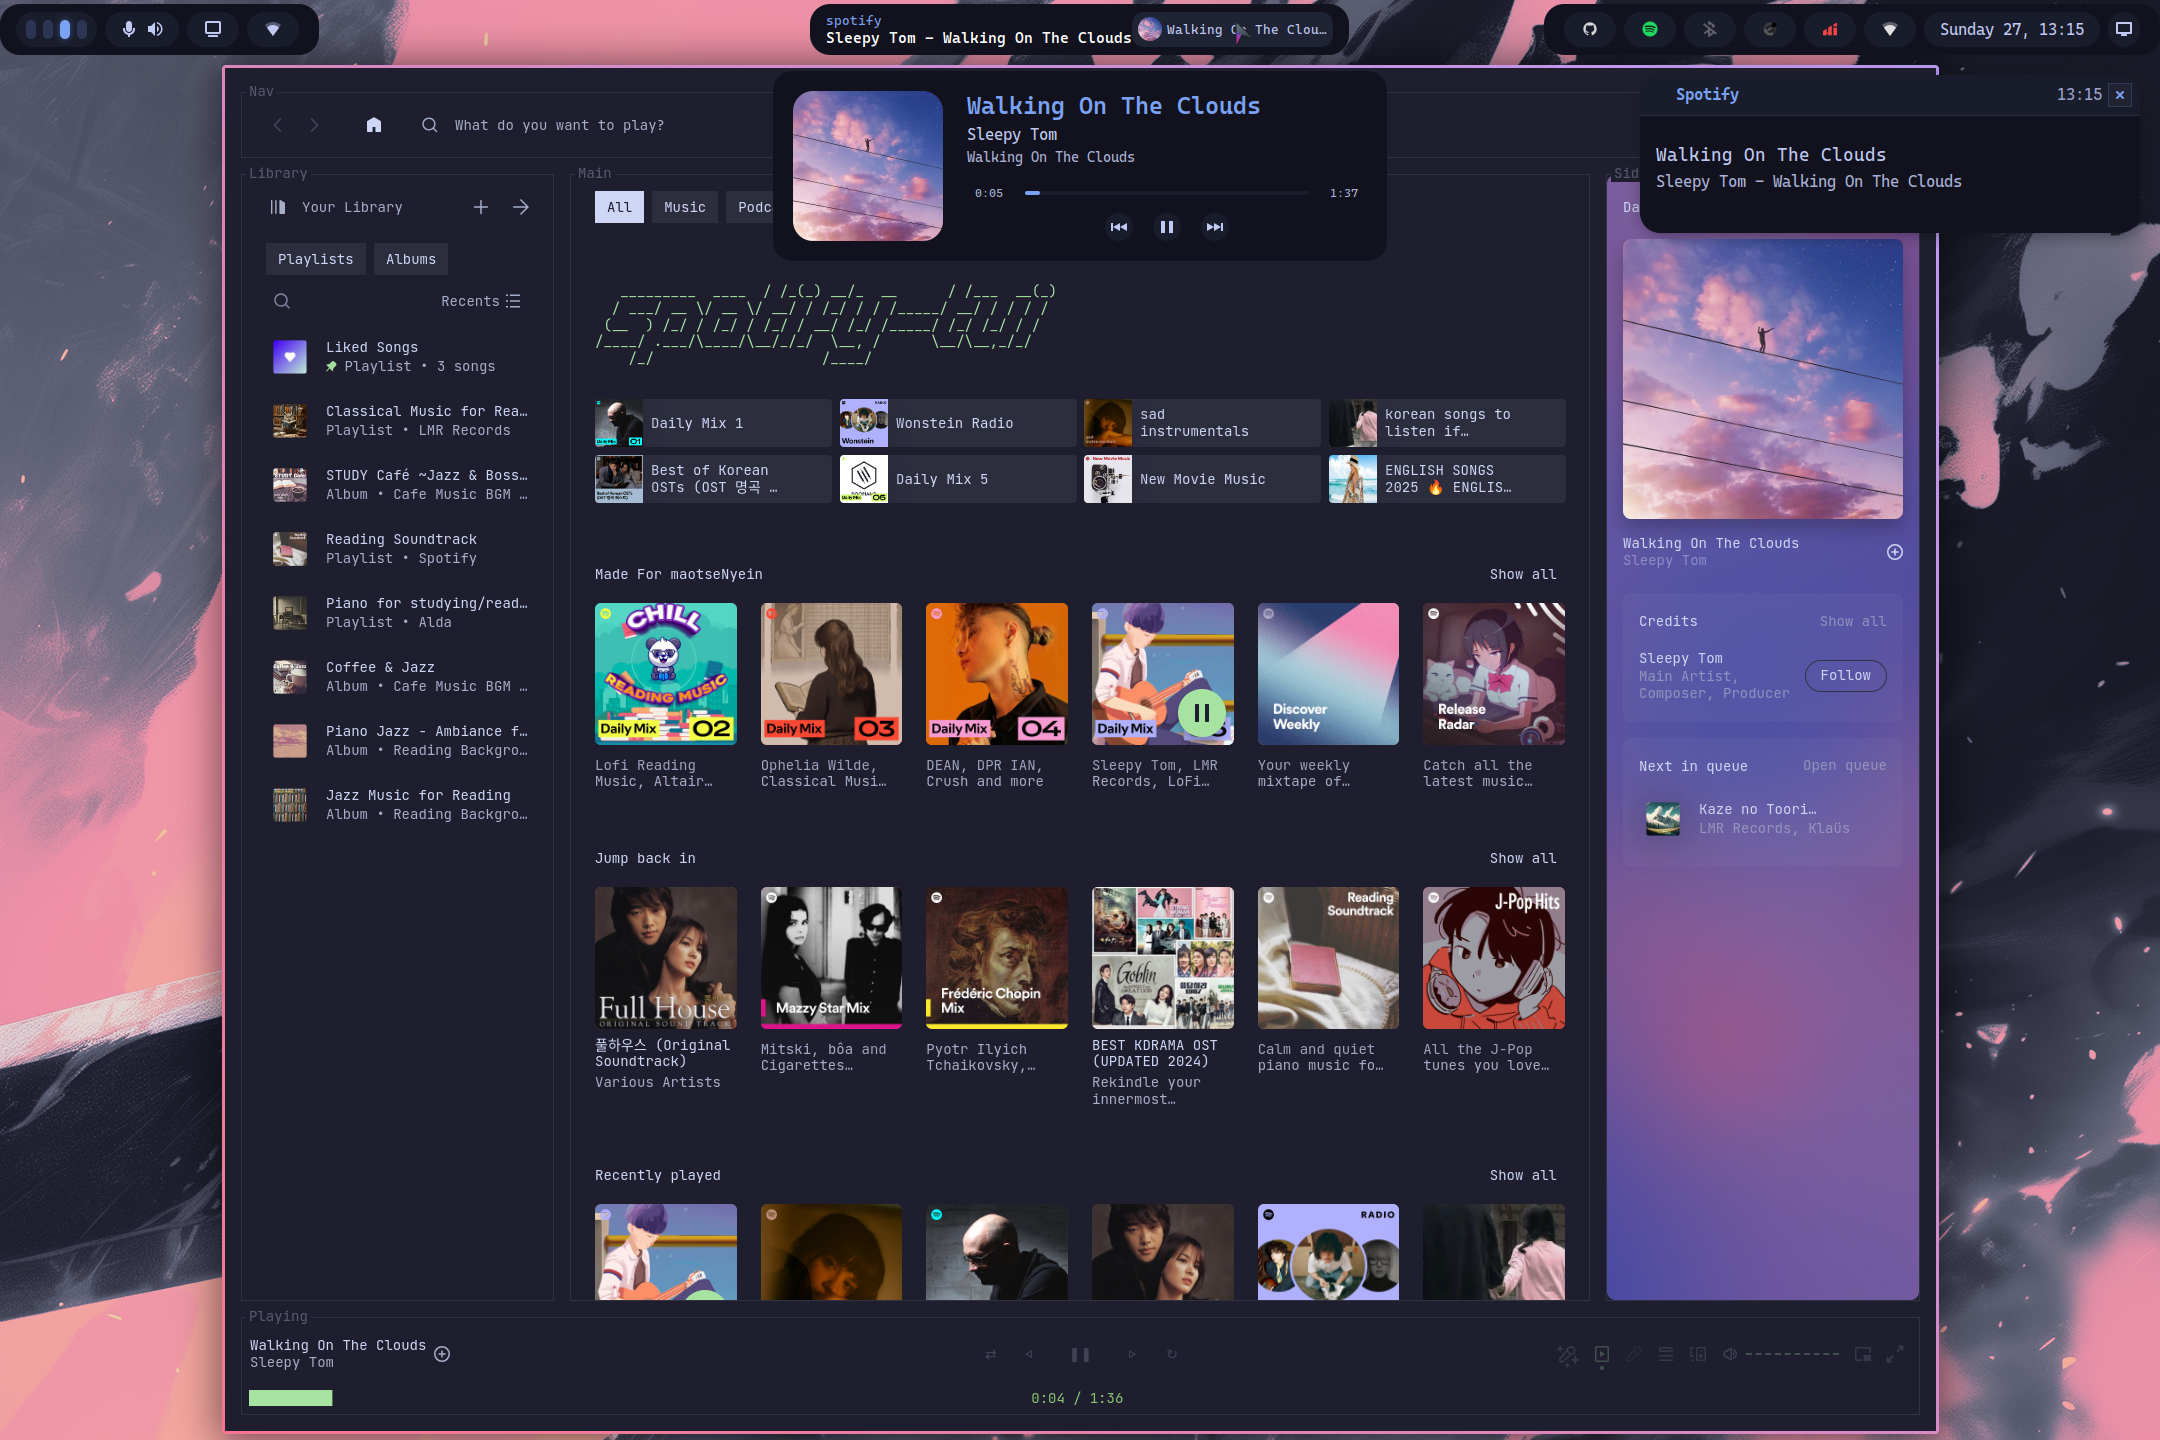 spotify
Sleepy Tom – Walking On The Clouds
Walking On The Clou…
Sunday 27, 13:15
Nav
What do you want to play?
Walking On The Clouds
Sleepy Tom
Walking On The Clouds
0:05
1:37
Spotify
13:15
Walking On The Clouds
Sleepy Tom – Walking On The Clouds
Library
Your Library
Playlists
Albums
Recents
Liked Songs
Playlist • 3 songs
Classical Music for Rea…
Playlist • LMR Records
STUDY Café ~Jazz & Boss…
Album • Cafe Music BGM …
Reading Soundtrack
Playlist • Spotify
Piano for studying/read…
Playlist • Alda
Coffee & Jazz
Album • Cafe Music BGM …
Piano Jazz - Ambiance f…
Album • Reading Backgro…
Jazz Music for Reading
Album • Reading Backgro…
Main
All
Music
Podc
spotify-tui
Daily Mix 1
Wonstein Radio
sad
instrumentals
korean songs to
listen if…
Best of Korean
OSTs (OST 명곡 …
Daily Mix 5
New Movie Music
ENGLISH SONGS
2025 🔥 ENGLIS…
Made For maotseNyein
Show all
CHILL
READING MUSIC
Daily Mix
02
Daily Mix
03
Daily Mix
04
Daily Mix
Discover
Weekly
Release
Radar
Lofi Reading
Music, Altair…
Ophelia Wilde,
Classical Musi…
DEAN, DPR IAN,
Crush and more
Sleepy Tom, LMR
Records, LoFi…
Your weekly
mixtape of…
Catch all the
latest music…
Jump back in
Show all
Full House
ORIGINAL SOUND TRACK
Mazzy Star Mix
Frédéric Chopin
Mix
Goblin
Reading
Soundtrack
J-Pop Hits
풀하우스 (Original
Soundtrack)
Various Artists
Mitski, bôa and
Cigarettes…
Pyotr Ilyich
Tchaikovsky,…
BEST KDRAMA OST
(UPDATED 2024)
Rekindle your
innermost…
Calm and quiet
piano music fo…
All the J-Pop
tunes you love…
Recently played
Show all
RADIO
Sid
Da
Walking On The Clouds
Sleepy Tom
Credits
Show all
Sleepy Tom
Main Artist,
Composer, Producer
Follow
Next in queue
Open queue
Kaze no Toori…
LMR Records, Klaüs
Playing
Walking On The Clouds
Sleepy Tom
0:04 / 1:36